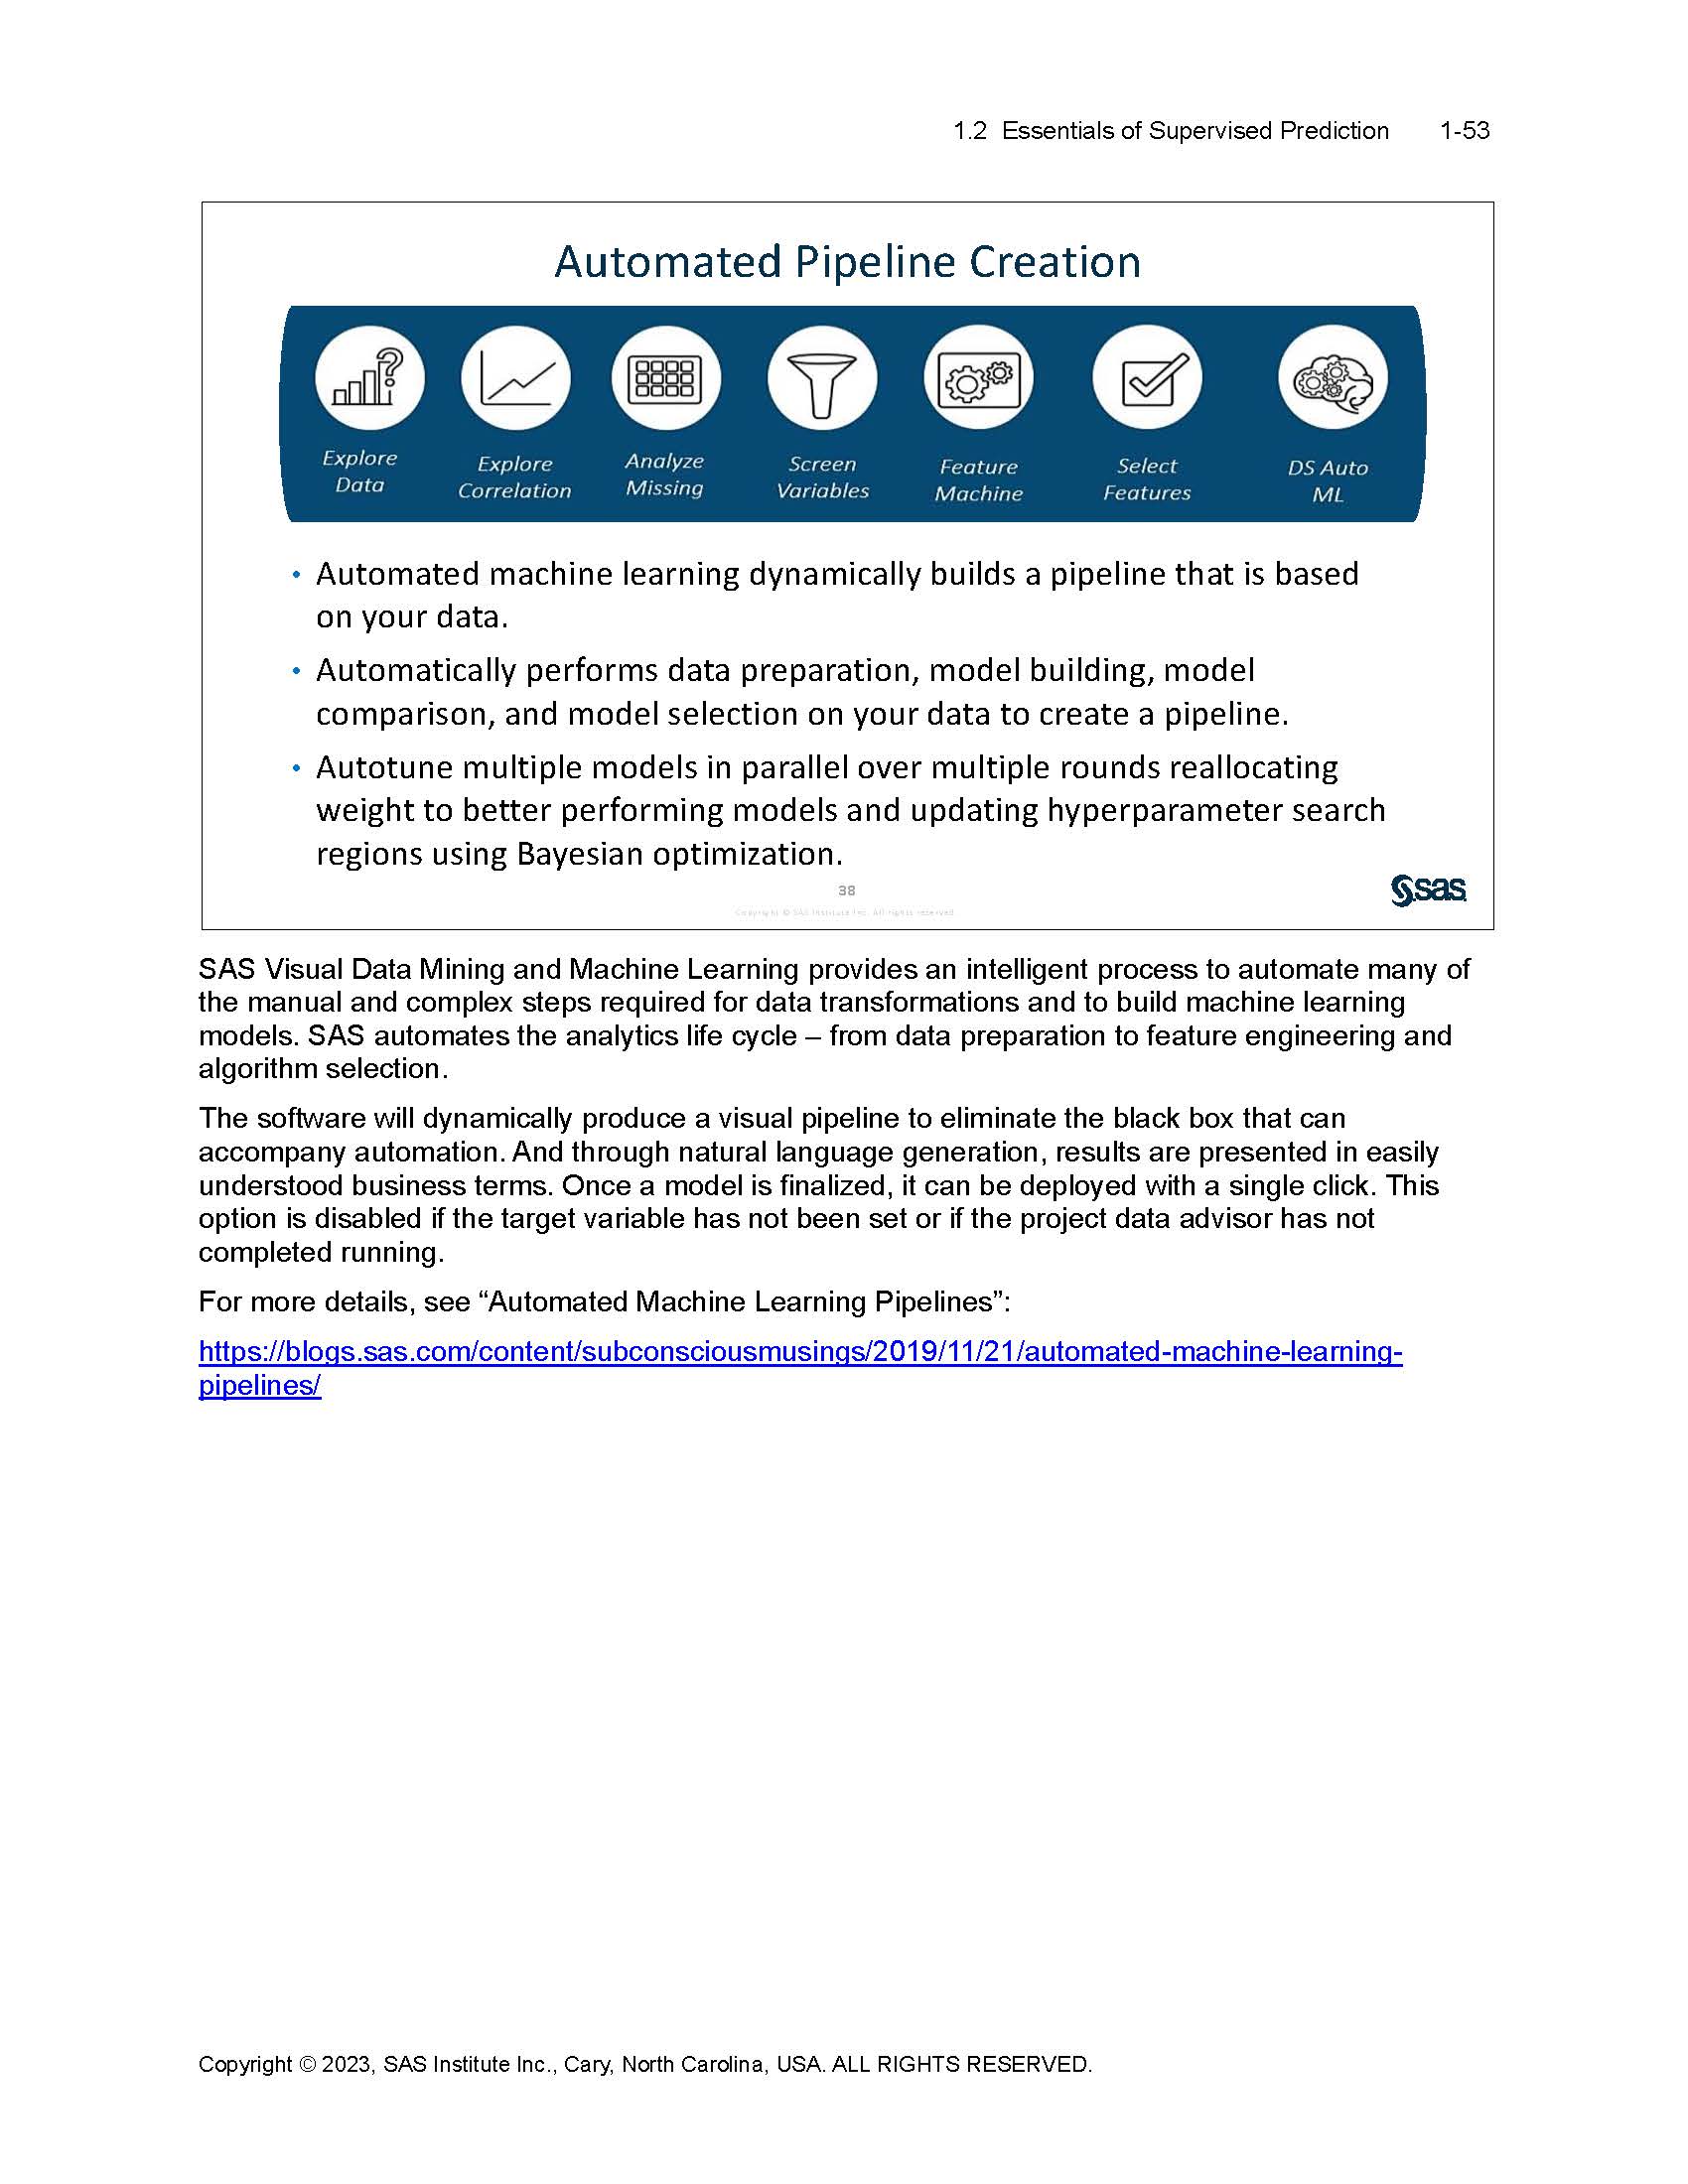 1.2 Essentials of Supervised Prediction 1-53
Automated Pipeline Creation
Explore
Data
Explore
Correlation
Analyze
Missing
Screen
Variables
Feature
Machine
Select
Features
DS Auto
ML
• Automated machine learning dynamically builds a pipeline that is based
on your data.
• Automatically performs data preparation, model building, model
comparison, and model selection on your data to create a pipeline.
• Autotune multiple models in parallel over multiple rounds reallocating
weight to better performing models and updating hyperparameter search
regions using Bayesian optimization.
38
Copyright © SAS Institute Inc. All rights reserved.
sas
SAS Visual Data Mining and Machine Learning provides an intelligent process to automate many of
the manual and complex steps required for data transformations and to build machine learning
models. SAS automates the analytics life cycle – from data preparation to feature engineering and
algorithm selection.
The software will dynamically produce a visual pipeline to eliminate the black box that can
accompany automation. And through natural language generation, results are presented in easily
understood business terms. Once a model is finalized, it can be deployed with a single click. This
option is disabled if the target variable has not been set or if the project data advisor has not
completed running.
For more details, see “Automated Machine Learning Pipelines”:
https://blogs.sas.com/content/subconsciousmusings/2019/11/21/automated-machine-learning-
pipelines/
Copyright © 2023, SAS Institute Inc., Cary, North Carolina, USA. ALL RIGHTS RESERVED.